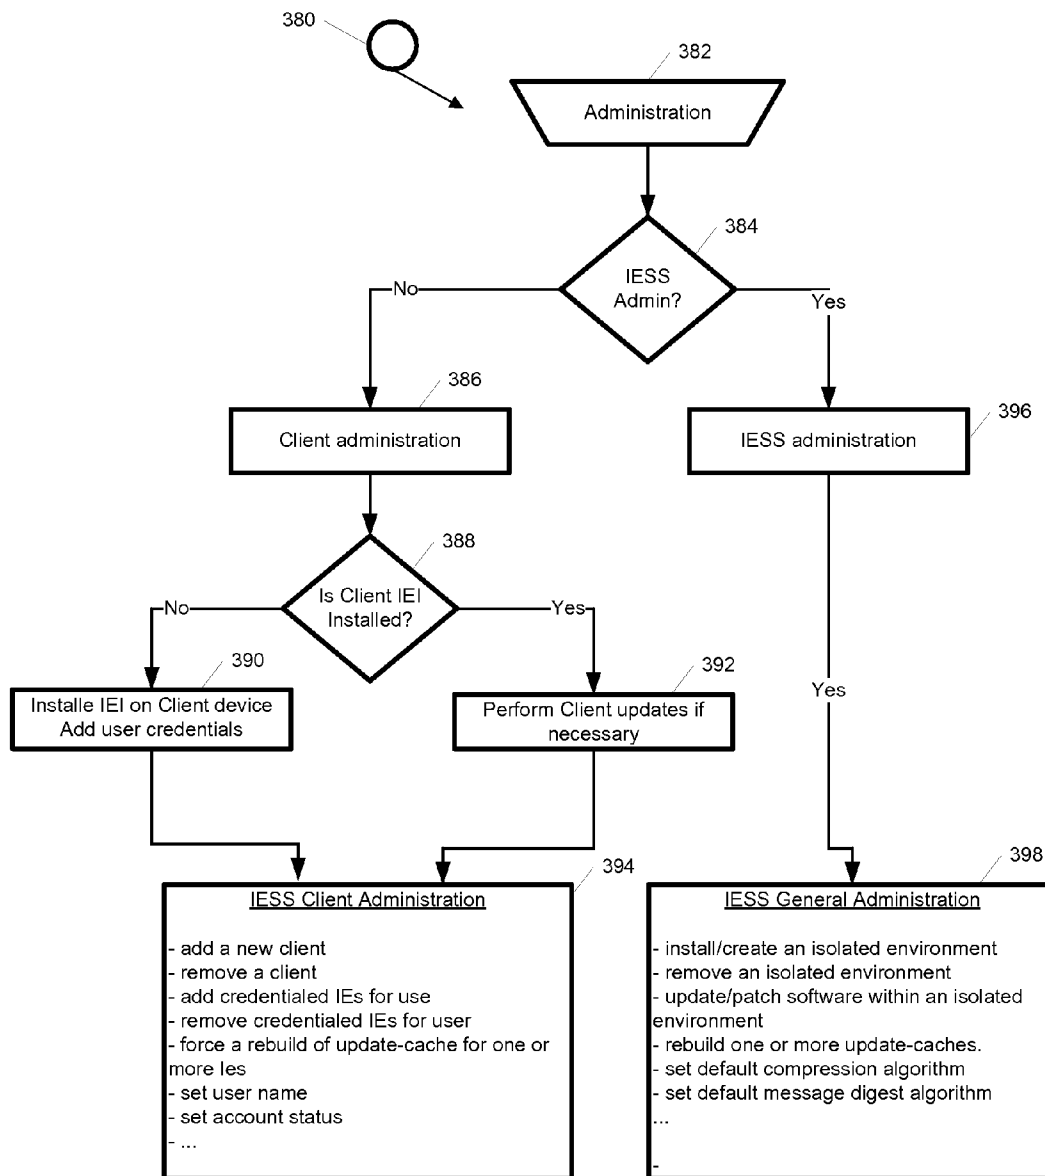 380
382
Administration
384
IESS
Admin?
No
Yes
386
Client administration
396
IESS administration
388
Is Client IEI
Installed?
No
Yes
390
Installe IEI on Client device
Add user credentials
392
Perform Client updates if
necessary
Yes
394
IESS Client Administration
- add a new client
- remove a client
- add credentialed IEs for use
- remove credentialed IEs for user
- force a rebuild of update-cache for one or
more Ies
- set user name
- set account status
- ...
398
IESS General Administration
- install/create an isolated environment
- remove an isolated environment
- update/patch software within an isolated
environment
- rebuild one or more update-caches.
- set default compression algorithm
- set default message digest algorithm
...
-